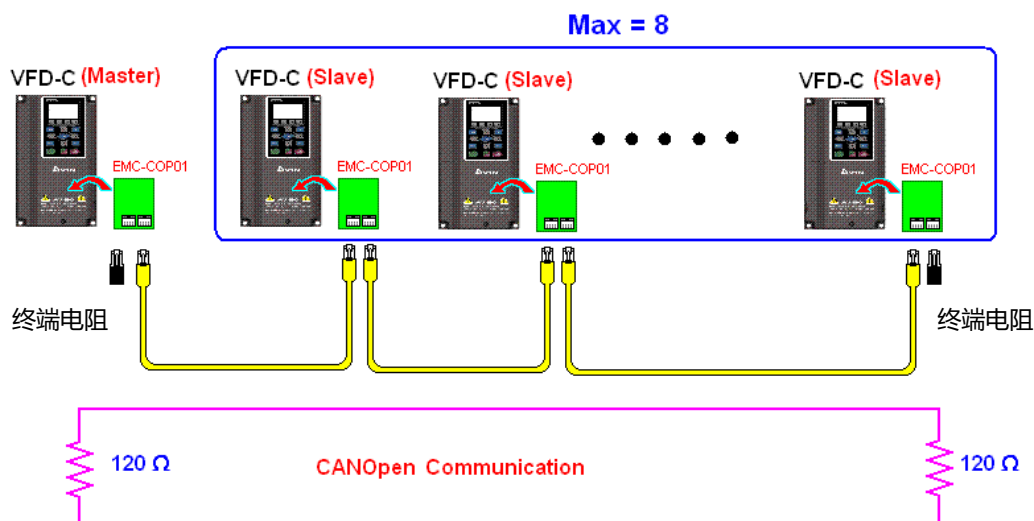 Max = 8
VFD-C (Master)
VFD-C (Slave)
VFD-C (Slave)
VFD-C (Slave)
EMC-COP01
EMC-COP01
EMC-COP01
EMC-COP01
终端电阻
终端电阻
120 Ω
CANOpen Communication
120 Ω